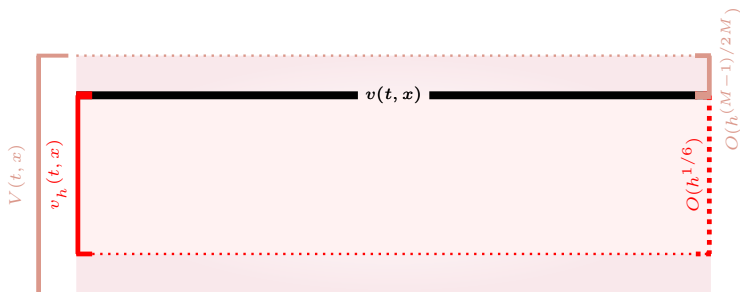 V(t, x)
v_h(t, x)
v(t, x)
O(h^{1/6})
O(h^{(M-1)/2M})